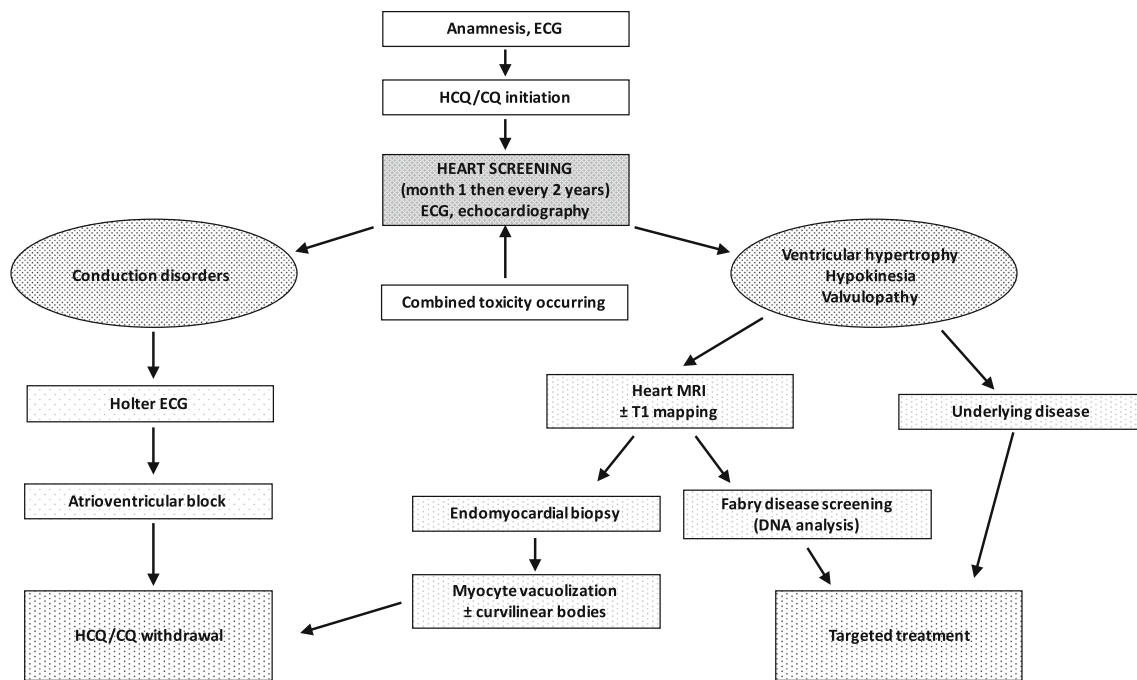 Anamnesis, ECG
HCQ/CQ initiation
HEART SCREENING
(month 1 then every 2 years)
ECG, echocardiography
Conduction disorders
Ventricular hypertrophy
Hypokinesia
Valvulopathy
Combined toxicity occurring
Holter ECG
Heart MRI
± T1 mapping
Underlying disease
Atrioventricular block
Endomyocardial biopsy
Fabry disease screening
(DNA analysis)
Myocyte vacuolization
± curvilinear bodies
HCQ/CQ withdrawal
Targeted treatment